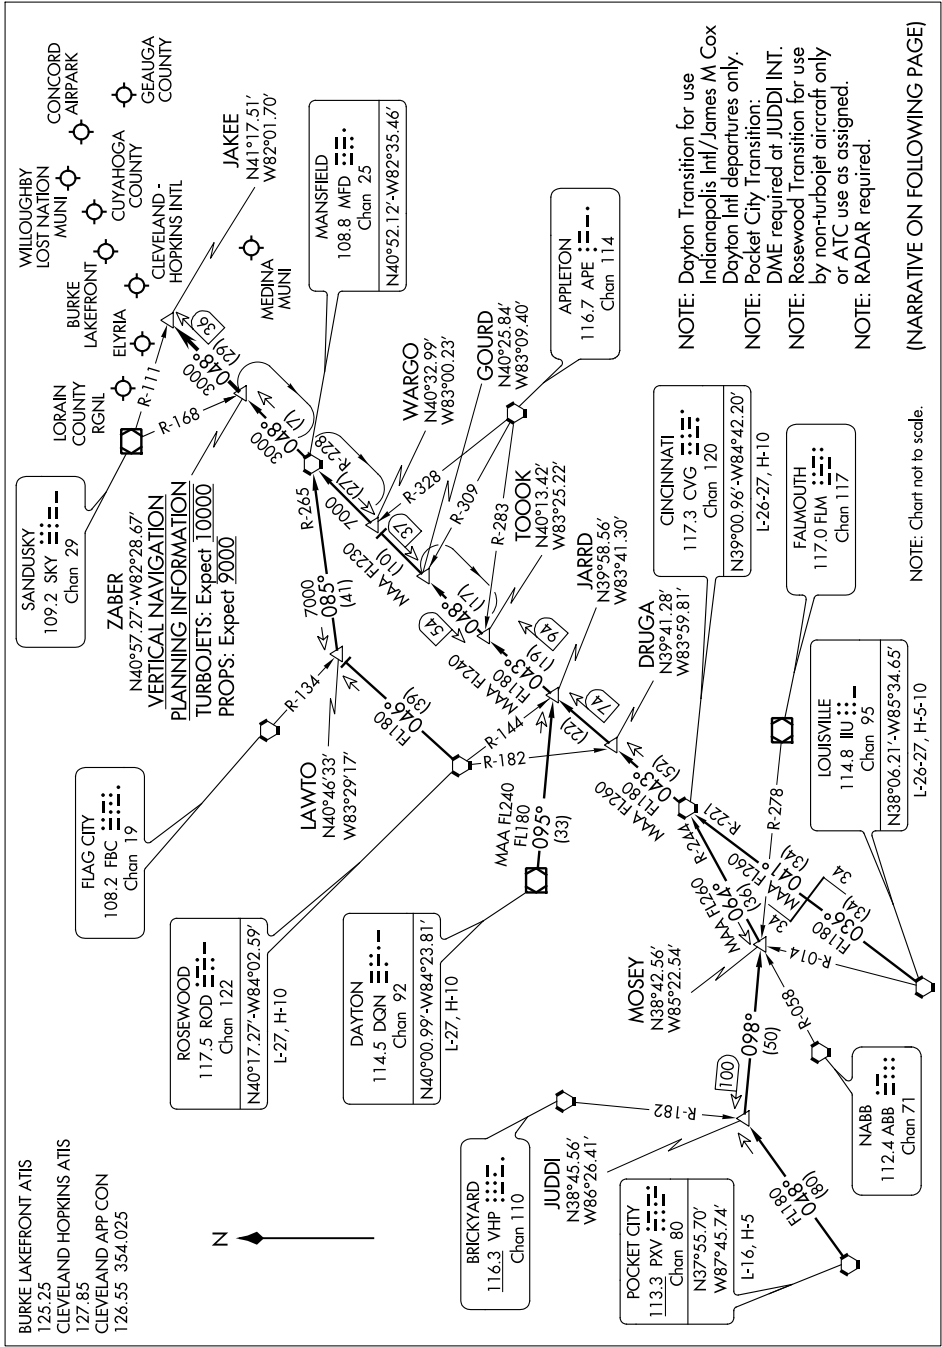 BURKE LAKEFRONT ATIS
125.25
CLEVELAND HOPKINS ATIS
127.85
CLEVELAND APP CON
126.55 354.025
N
SANDUSKY
109.2 SKY
Chan 29
LORAIN
COUNTY
RGNL
ELYRIA
BURKE
LAKEFRONT
CLEVELAND -
HOPKINS INTL
WILLOUGHBY
LOST NATION
MUNI
CUYAHOGA
COUNTY
CONCORD
AIRPARK
GEAUGA
COUNTY
MEDINA
MUNI
JAKEE
N41°17.51'
W82°01.70'
R-111
R-168
36
(29)
048°
3000
ZABER
N40°57.27'-W82°28.67'
VERTICAL NAVIGATION
PLANNING INFORMATION
TURBOJETS: Expect 10000
PROPS: Expect 9000
(7)
048°
3000
MANSFIELD
108.8 MFD
Chan 25
N40°52.12'-W82°35.46'
R-228
R-265
7000
085°
(41)
7000
(27)
WARGO
N40°32.99'
W83°00.23'
37
(10)
MAA FL230
R-328
GOURD
N40°25.84'
W83°09.40'
R-309
APPLETON
116.7 APE
Chan 114
R-283
(17)
048°
54
MAA FL240
TOOOK
N40°13.42'
W83°25.22'
94
(19)
043°
FL180
MAA FL240
JARRD
N39°58.56'
W83°41.30'
74
(22)
DRUGA
N39°41.28'
W83°59.81'
(52)
043°
FL180
MAA FL260
FLAG CITY
108.2 FBC
Chan 19
R-134
LAWTO
N40°46'33'
W83°29'17'
(39)
046°
FL180
ROSEWOOD
117.5 ROD
Chan 122
N40°17.27'-W84°02.59'
L-27, H-10
R-144
R-182
DAYTON
114.5 DQN
Chan 92
N40°00.99'-W84°23.81'
L-27, H-10
MAA FL240
FL180
095°
(33)
CINCINNATI
117.3 CVG
Chan 120
N39°00.96'-W84°42.20'
L-26-27, H-10
R-244
R-221
MAA FL260
064°
(36)
MAA FL260
041°
(34)
34
34
FL180
036°
(34)
FALMOUTH
117.0 FLM
Chan 117
R-278
LOUISVILLE
114.8 IIU
Chan 95
N38°06.21'-W85°34.65'
L-26-27, H-5-10
R-014
MOSEY
N38°42.56'
W85°22.54'
R-058
NABB
112.4 ABB
Chan 71
098°
(50)
100
BRICKYARD
116.3 VHP
Chan 110
R-182
JUDDI
N38°45.56'
W86°26.41'
POCKET CITY
113.3 PXV
Chan 80
N37°55.70'
W87°45.74'
L-16, H-5
FL180
048°
(80)
NOTE: Dayton Transition for use
Indianapolis Intl/James M Cox
Dayton Intl departures only.
NOTE: Pocket City Transition:
DME required at JUDDI INT.
NOTE: Rosewood Transition for use
by non-turbojet aircraft only
or ATC use as assigned.
NOTE: RADAR required.
(NARRATIVE ON FOLLOWING PAGE)
NOTE: Chart not to scale.